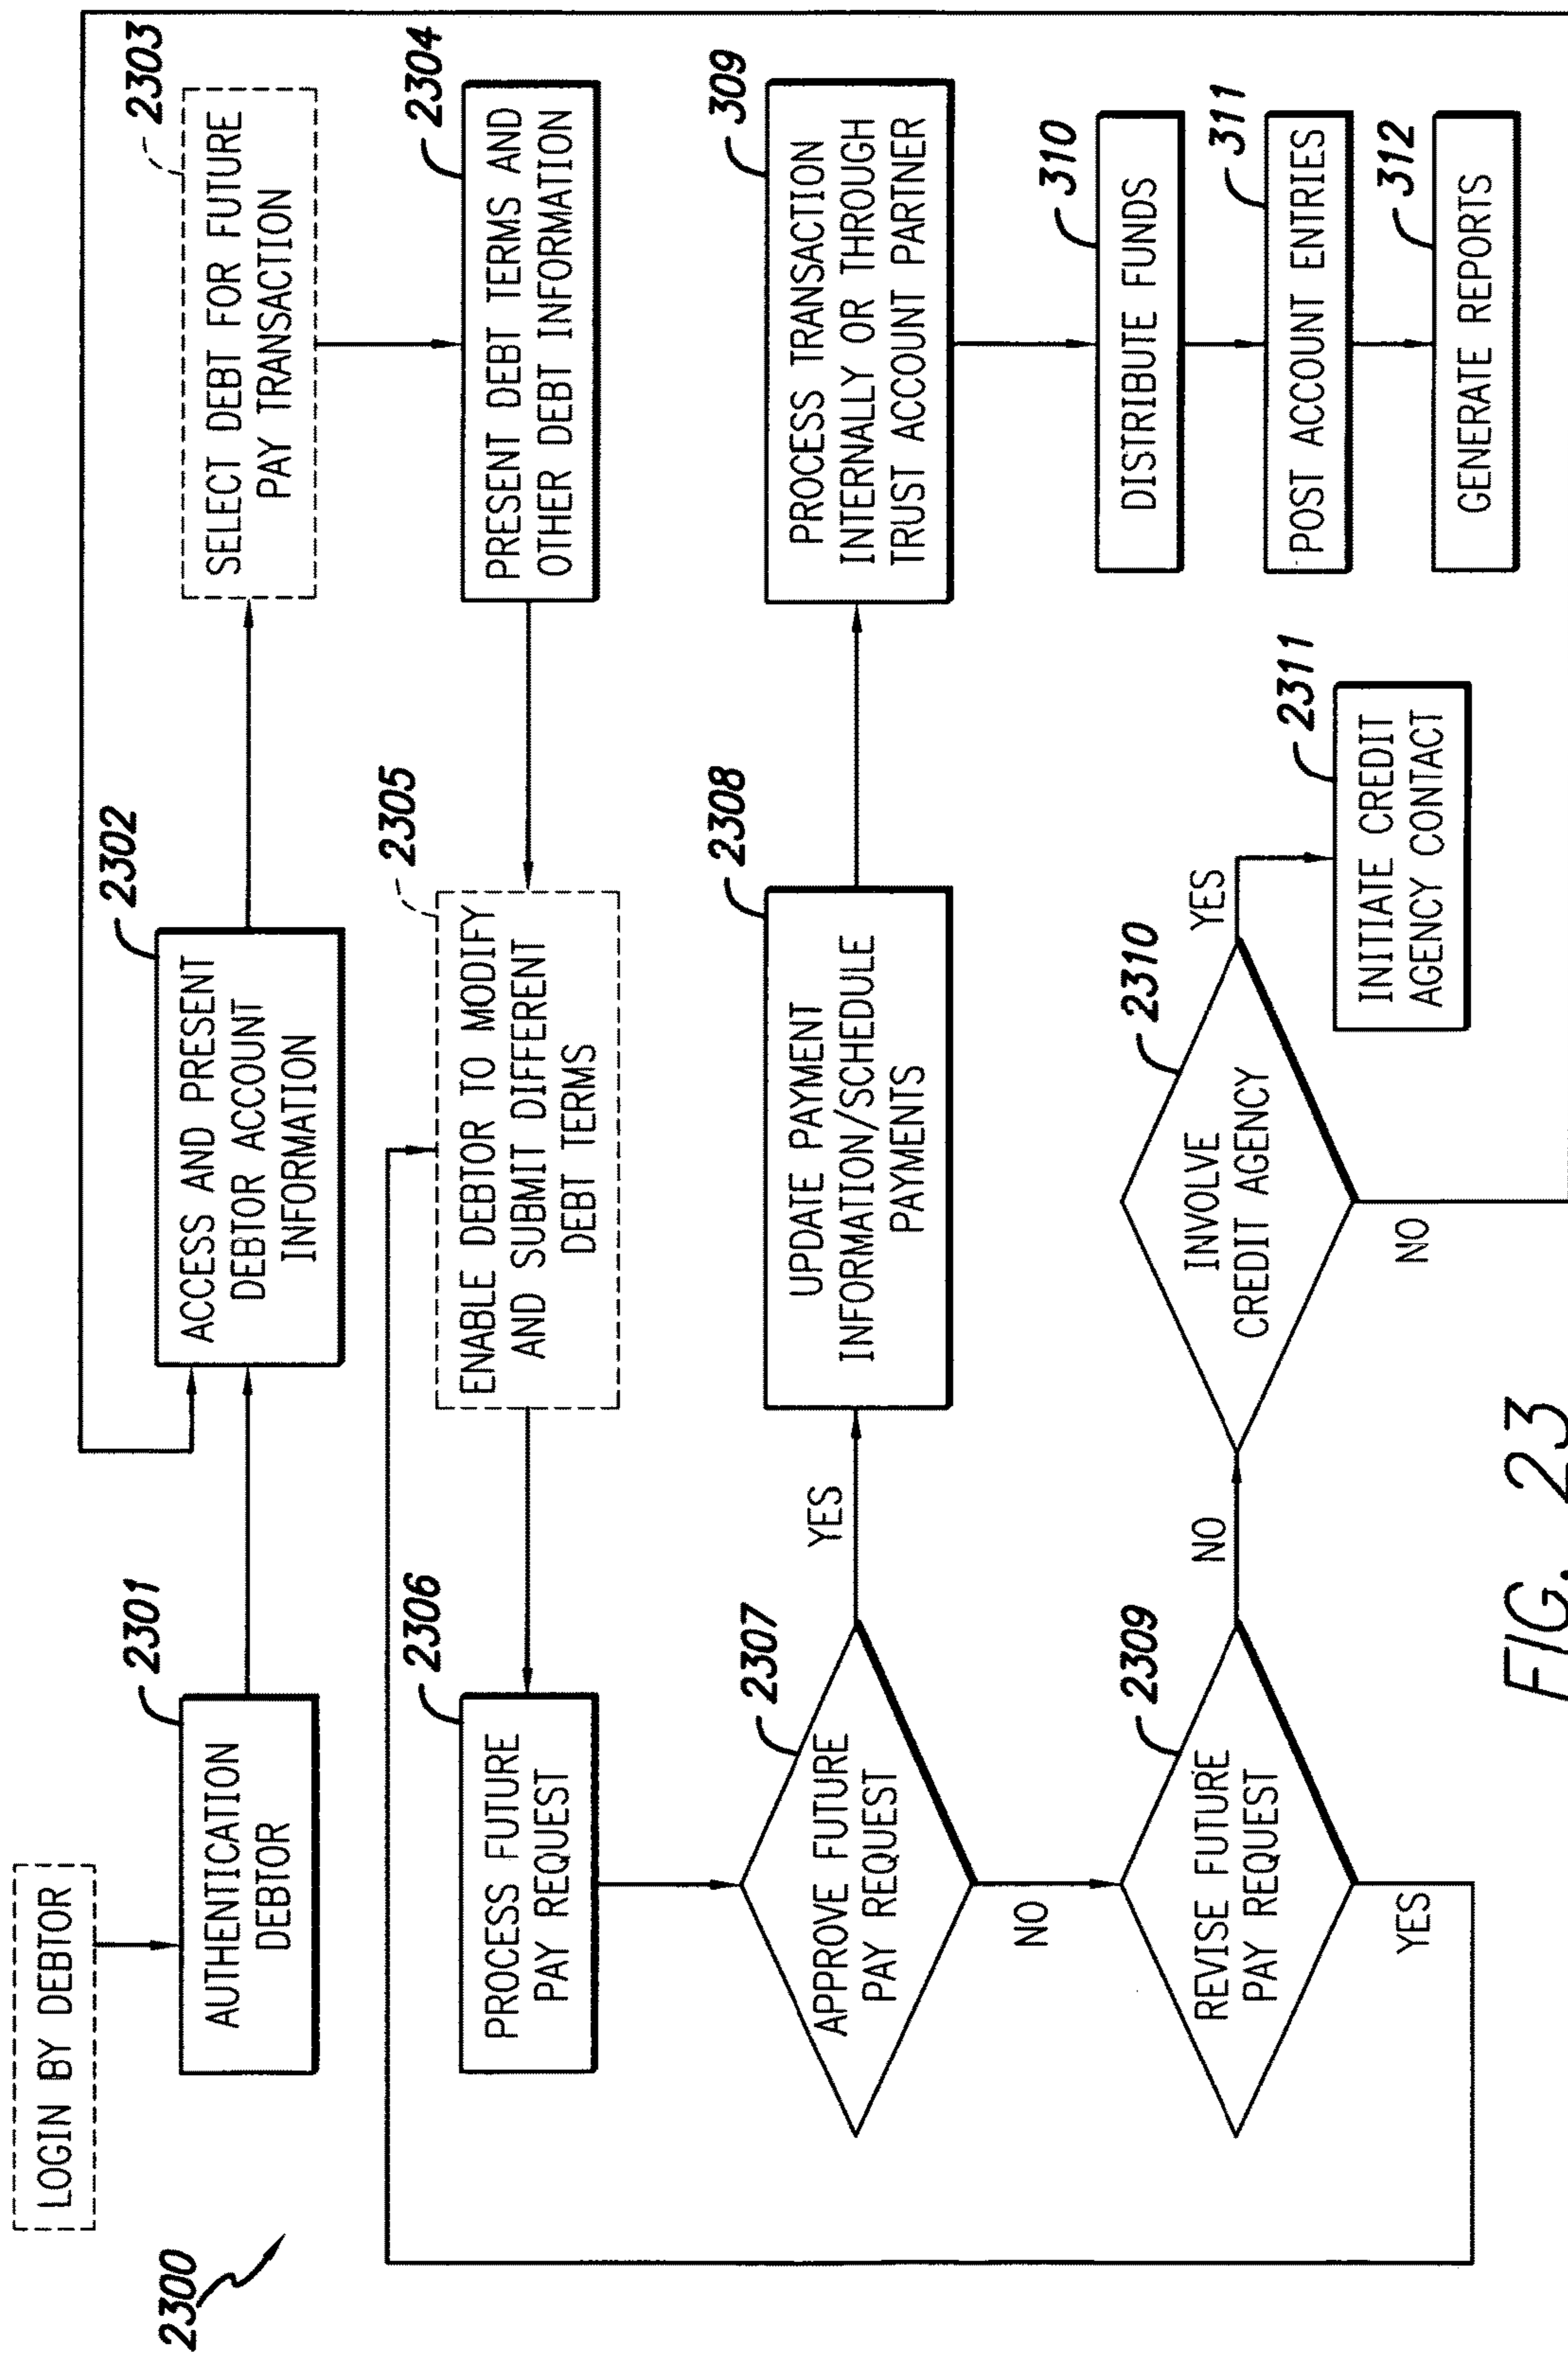 2300
LOGIN BY DEBTOR
2301
AUTHENTICATION
DEBTOR
2302
ACCESS AND PRESENT
DEBTOR ACCOUNT
INFORMATION
2303
SELECT DEBT FOR FUTURE
PAY TRANSACTION
2304
PRESENT DEBT TERMS AND
OTHER DEBT INFORMATION
2305
ENABLE DEBTOR TO MODIFY
AND SUBMIT DIFFERENT
DEBT TERMS
2306
PROCESS FUTURE
PAY REQUEST
2307
APPROVE FUTURE
PAY REQUEST
YES
NO
2308
UPDATE PAYMENT
INFORMATION/SCHEDULE
PAYMENTS
309
PROCESS TRANSACTION
INTERNALLY OR THROUGH
TRUST ACCOUNT PARTNER
310
DISTRIBUTE FUNDS
311
POST ACCOUNT ENTRIES
312
GENERATE REPORTS
2309
REVISE FUTURE
PAY REQUEST
YES
NO
2310
INVOLVE
CREDIT AGENCY
YES
NO
2311
INITIATE CREDIT
AGENCY CONTACT
FIG. 23